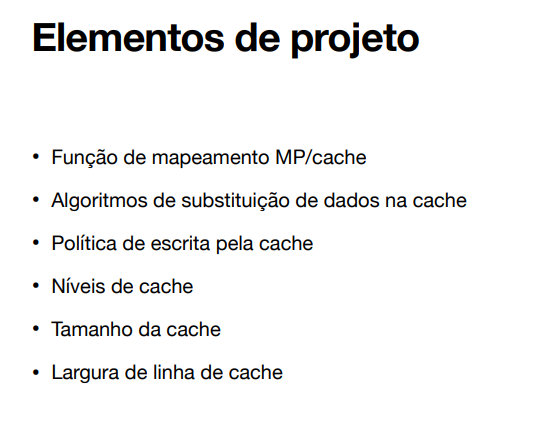 Elementos de projeto
• Função de mapeamento MP/cache
• Algoritmos de substituição de dados na cache
• Política de escrita pela cache
• Níveis de cache
• Tamanho da cache
• Largura de linha de cache